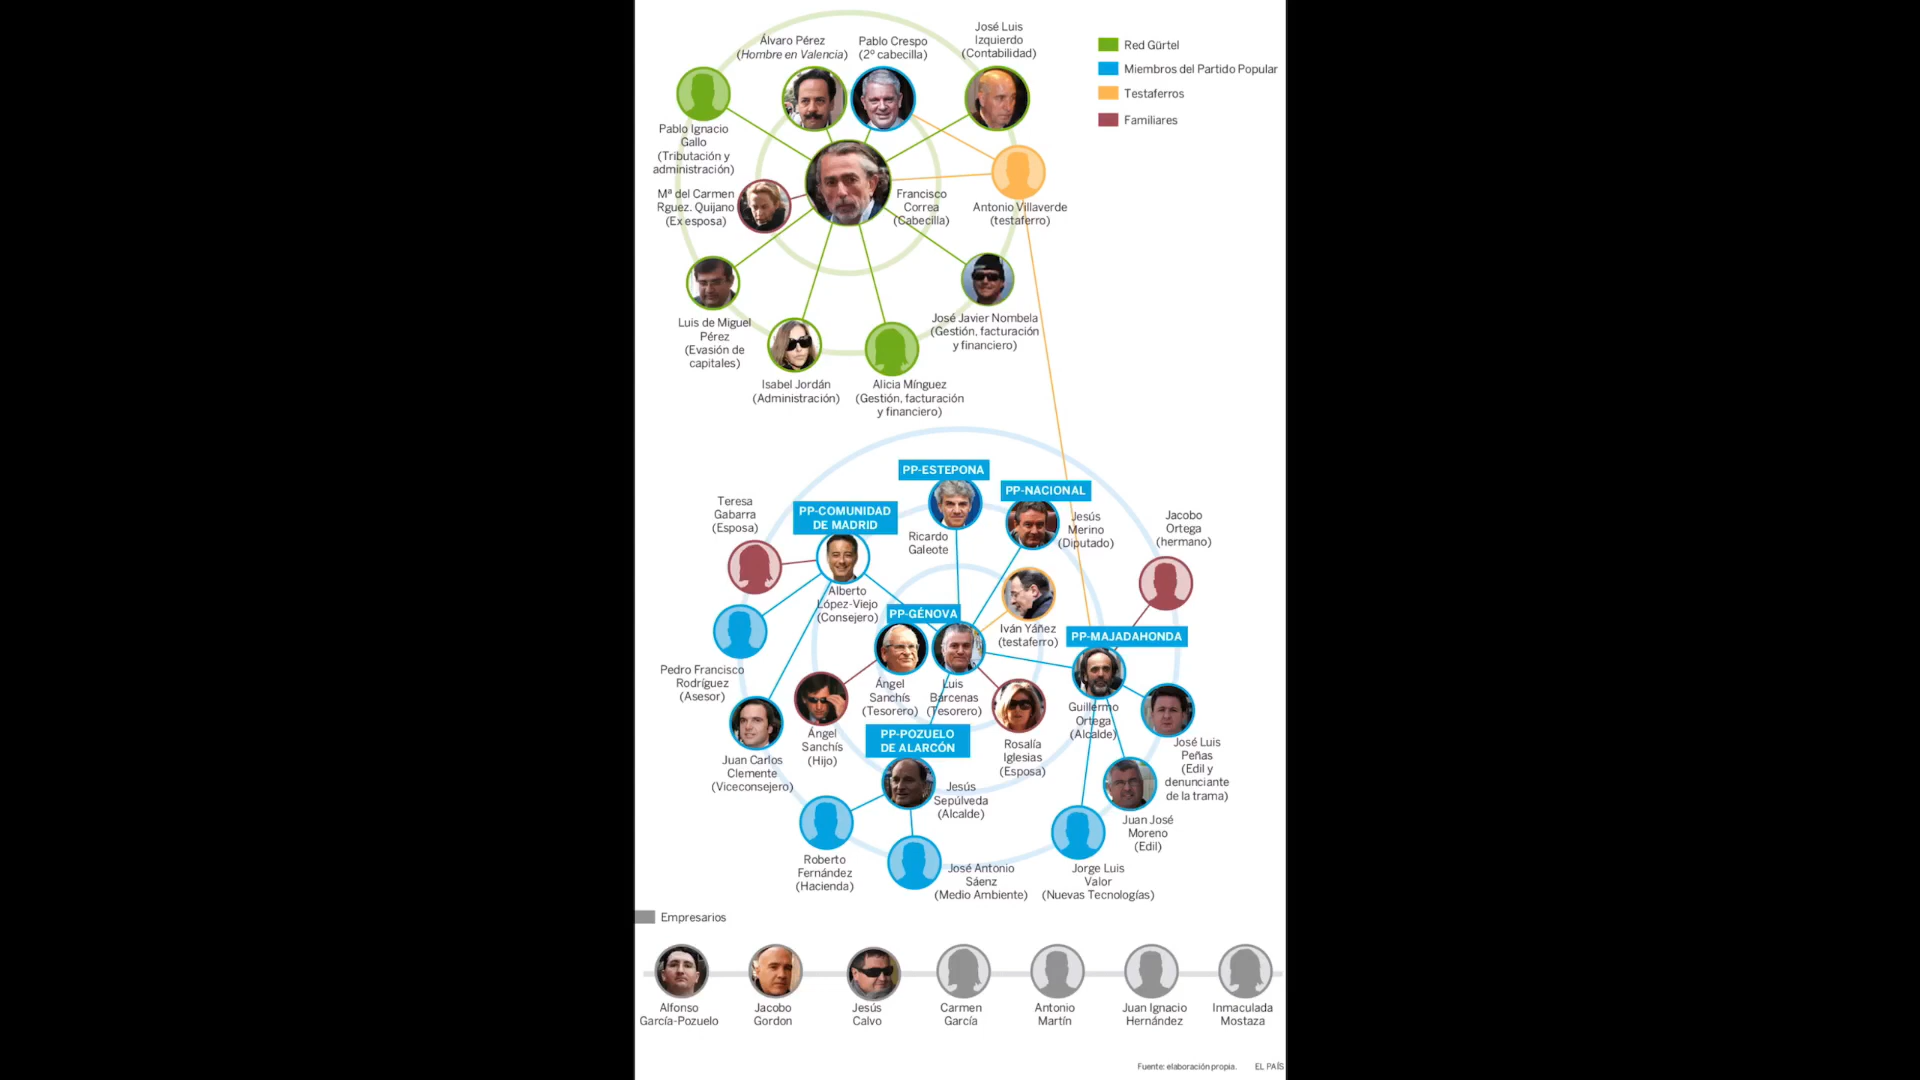 José Luis
Izquierdo
(Contabilidad)
Álvaro Pérez
(Hombre en Valencia)
Pablo Crespo
(2º cabecilla)
Red Gürtel
Miembros del Partido Popular
Testaferros
Familiares
Pablo Ignacio
Gallo
(Tributación y
administración)
Mª del Carmen
Rguez. Quijano
(Ex esposa)
Francisco
Correa
(Cabecilla)
Antonio Villaverde
(testaferro)
Luis de Miguel
Pérez
(Evasión de
capitales)
José Javier Nombela
(Gestión, facturación
y financiero)
Isabel Jordán
(Administración)
Alicia Mínguez
(Gestión, facturación
y financiero)
PP-ESTEPONA
PP-NACIONAL
Teresa
Gabarra
(Esposa)
PP-COMUNIDAD
DE MADRID
Ricardo
Galeote
Jesús
Merino
(Diputado)
Jacobo
Ortega
(hermano)
Alberto
López-Viejo
(Consejero)
PP-GÉNOVA
Iván Yáñez
(testaferro)
PP-MAJADAHONDA
Pedro Francisco
Rodríguez
(Asesor)
Ángel
Sanchís
(Tesorero)
Luis
Bárcenas
(Tesorero)
Guillermo
Ortega
(Alcalde)
Ángel
Sanchís
(Hijo)
PP-POZUELO
DE ALARCÓN
Rosalía
Iglesias
(Esposa)
José Luis
Peñas
(Edil y
denunciante
de la trama)
Juan Carlos
Clemente
(Viceconsejero)
Jesús
Sepúlveda
(Alcalde)
Juan José
Moreno
(Edil)
Roberto
Fernández
(Hacienda)
José Antonio
Sáenz
(Medio Ambiente)
Jorge Luis
Valor
(Nuevas Tecnologías)
Empresarios
Alfonso
García-Pozuelo
Jacobo
Gordon
Jesús
Calvo
Carmen
García
Antonio
Martín
Juan Ignacio
Hernández
Inmaculada
Mostaza
Fuente: elaboración propia.
EL PAÍS